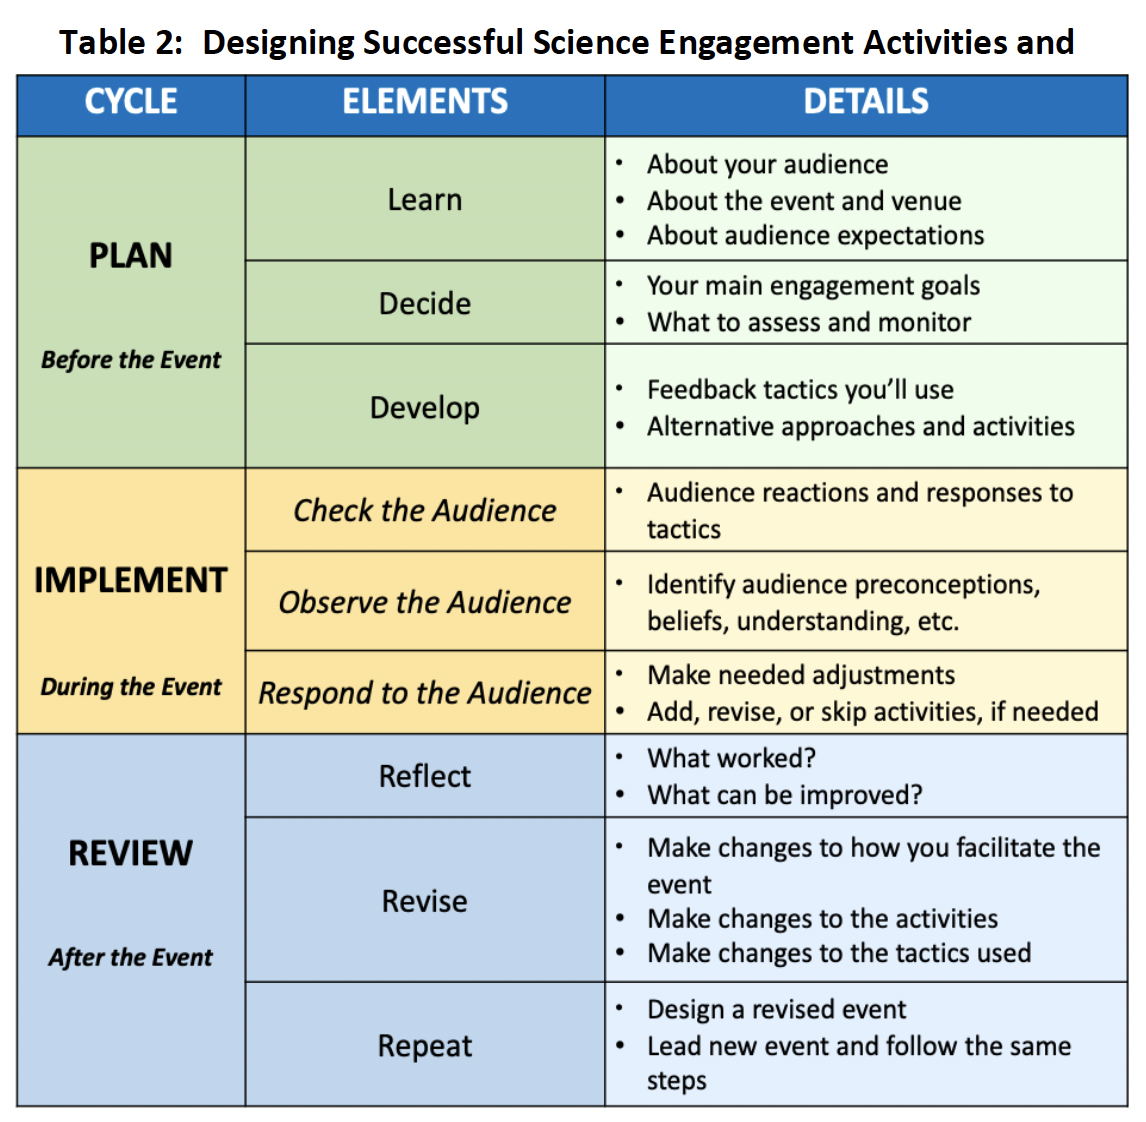 Table 2:  Designing Successful Science Engagement Activities and
CYCLE
ELEMENTS
DETAILS
PLAN
Before the Event
Learn
• About your audience
• About the event and venue
• About audience expectations
Decide
• Your main engagement goals
• What to assess and monitor
Develop
• Feedback tactics you’ll use
• Alternative approaches and activities
IMPLEMENT
During the Event
Check the Audience
• Audience reactions and responses to
tactics
Observe the Audience
• Identify audience preconceptions,
beliefs, understanding, etc.
Respond to the Audience
• Make needed adjustments
• Add, revise, or skip activities, if needed
REVIEW
After the Event
Reflect
• What worked?
• What can be improved?
Revise
• Make changes to how you facilitate the
event
• Make changes to the activities
• Make changes to the tactics used
Repeat
• Design a revised event
• Lead new event and follow the same
steps